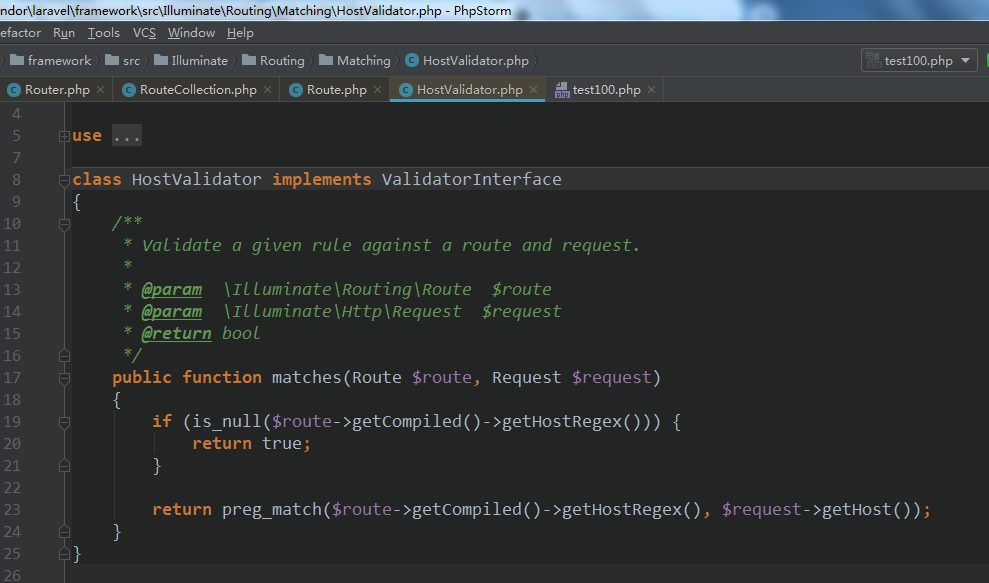 ndor\laravel\framework\src\Illuminate\Routing\Matching\HostValidator.php - PhpStorm
efactor Run Tools VCS Window Help
framework src Illuminate Routing Matching HostValidator.php test100.php
Router.php RouteCollection.php Route.php HostValidator.php test100.php
4
5 use ...
7
8 class HostValidator implements ValidatorInterface
9 {
10 /**
11 * Validate a given rule against a route and request.
12 *
13 * @param \Illuminate\Routing\Route $route
14 * @param \Illuminate\Http\Request $request
15 * @return bool
16 */
17 public function matches(Route $route, Request $request)
18 {
19 if (is_null($route->getCompiled()->getHostRegex())) {
20 return true;
21 }
22
23 return preg_match($route->getCompiled()->getHostRegex(), $request->getHost());
24 }
25 }
26